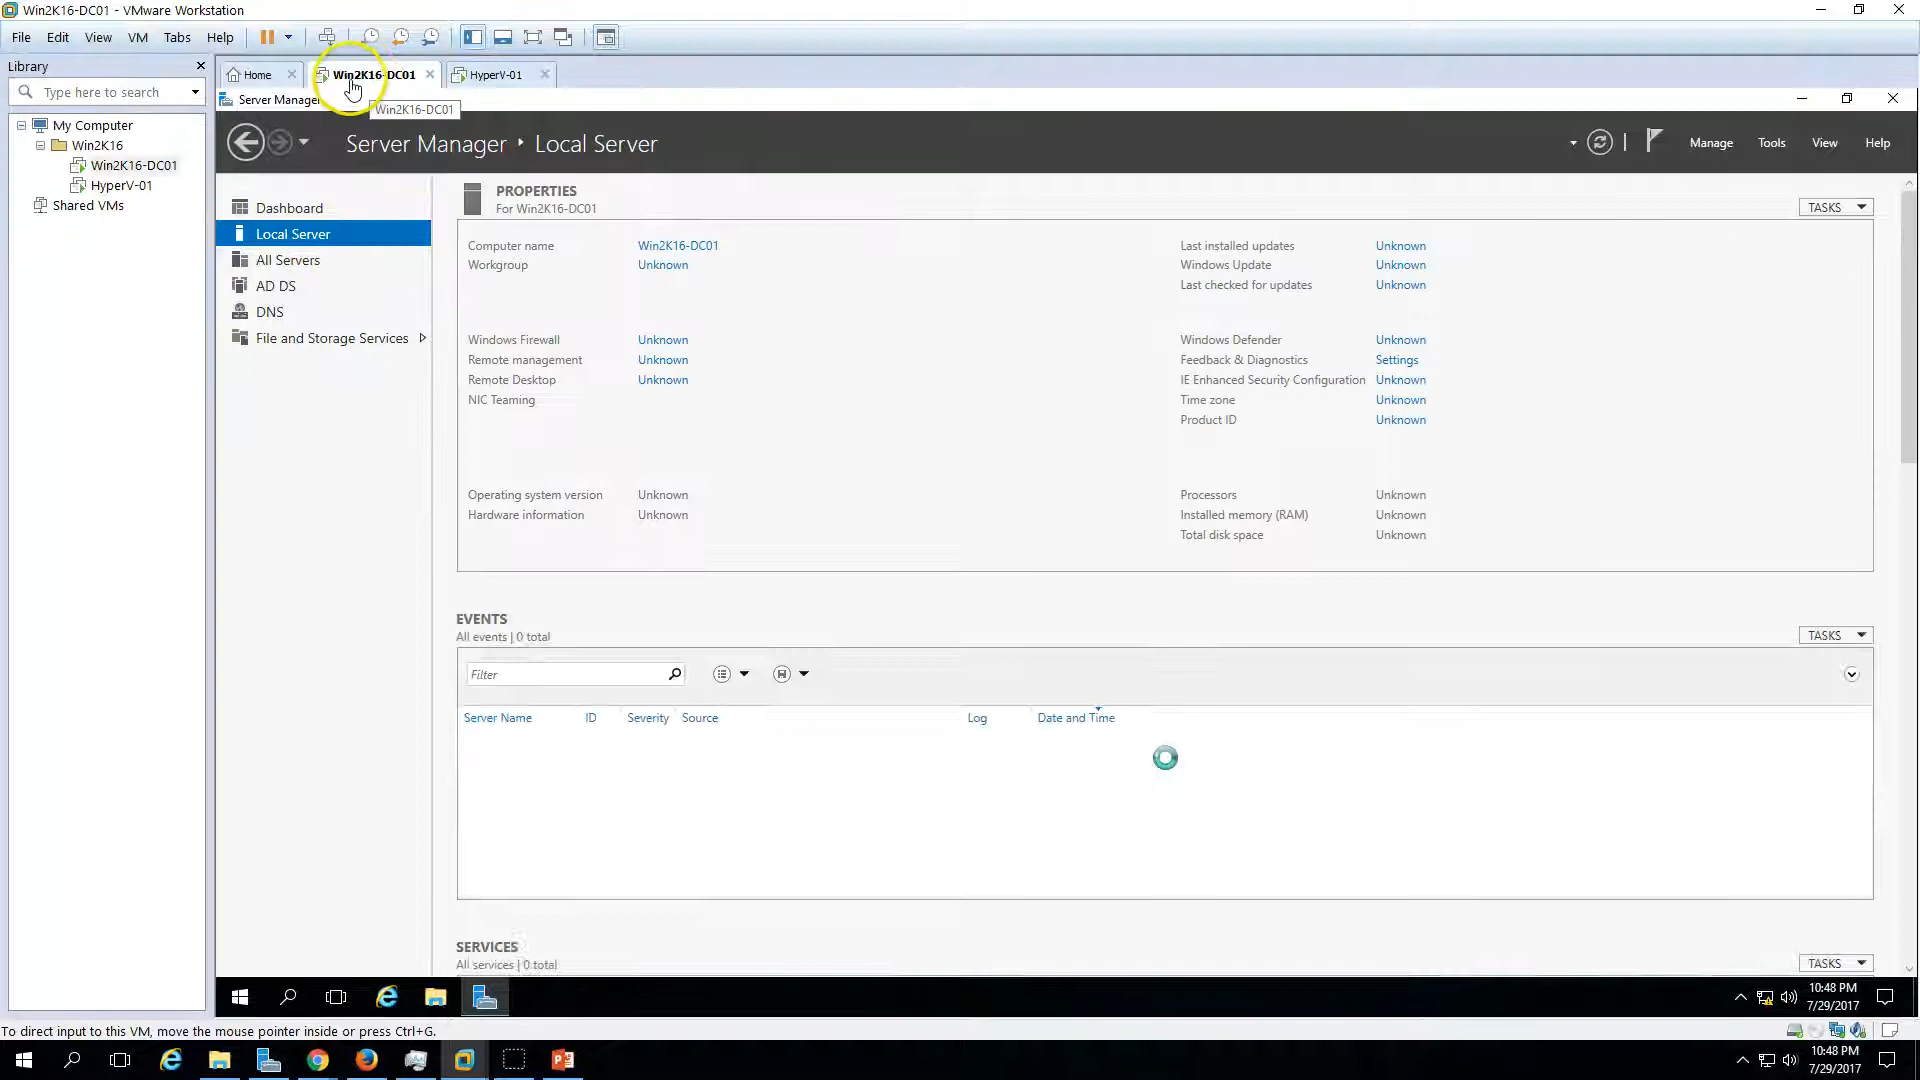 Win2K16-DC01 - VMware Workstation
File Edit View VM Tabs Help
Library
Home Win2K16-DC01 HyperV-01
Type here to search
Server Manager
Win2K16-DC01
My Computer
Win2K16
Win2K16-DC01
HyperV-01
Shared VMs
Server Manager Local Server
Manage Tools View Help
Dashboard
Local Server
All Servers
AD DS
DNS
File and Storage Services
PROPERTIES
For Win2K16-DC01
TASKS
Computer name Win2K16-DC01
Workgroup Unknown
Last installed updates Unknown
Windows Update Unknown
Last checked for updates Unknown
Windows Firewall Unknown
Remote management Unknown
Remote Desktop Unknown
NIC Teaming
Windows Defender Unknown
Feedback & Diagnostics Settings
IE Enhanced Security Configuration Unknown
Time zone Unknown
Product ID Unknown
Operating system version Unknown
Hardware information Unknown
Processors Unknown
Installed memory (RAM) Unknown
Total disk space Unknown
EVENTS
All events | 0 total
TASKS
Filter
Server Name ID Severity Source Log Date and Time
SERVICES
All services | 0 total
TASKS
10:48 PM
7/29/2017
To direct input to this VM, move the mouse pointer inside or press Ctrl+G.
10:48 PM
7/29/2017